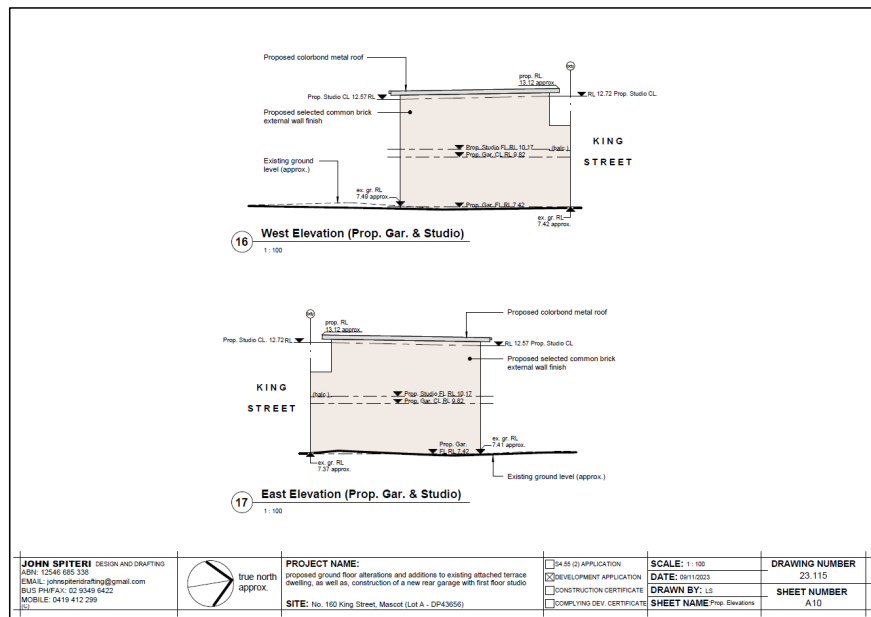 Proposed colorbond metal roof
bdy
prop. RL
13.12 approx.
Prop. Studio CL 12.57 RL
RL 12.72 Prop. Studio CL.
Proposed selected common brick
external wall finish
KING
STREET
Prop. Studio FL RL 10.17
(balc.)
Prop. Gar. CL RL 9.82
Existing ground
level (approx.)
ex. gr. RL
7.49 approx.
Prop. Gar. FL RL 7.42
ex. gr. RL
7.42 approx.
16
West Elevation (Prop. Gar. & Studio)
1 : 100
bdy
prop. RL
13.12 approx.
Proposed colorbond metal roof
Prop. Studio CL. 12.72 RL
RL 12.57 Prop. Studio CL
Proposed selected common brick
external wall finish
KING
STREET
(balc.)
Prop. Studio FL RL 10.17
Prop. Gar. CL RL 9.82
Prop. Gar.
FL RL 7.42
ex. gr. RL
7.41 approx.
ex. gr. RL
7.37 approx.
Existing ground level (approx.)
17
East Elevation (Prop. Gar. & Studio)
1 : 100
JOHN SPITERI DESIGN AND DRAFTING
ABN: 12546 685 338
EMAIL: johnspiteridrafting@gmail.com
BUS PH/FAX: 02 9349 6422
MOBILE: 0419 412 299
(C)
true north
approx.
PROJECT NAME:
proposed ground floor alterations and additions to existing attached terrace
dwelling, as well as, construction of a new rear garage with first floor studio
SITE: No. 160 King Street, Mascot (Lot A - DP43656)
S4.55 (2) APPLICATION
DEVELOPMENT APPLICATION
CONSTRUCTION CERTIFICATE
COMPLYING DEV. CERTIFICATE
SCALE: 1 : 100
DATE: 09/11/2023
DRAWN BY: LS
SHEET NAME: Prop. Elevations
DRAWING NUMBER
23.115
SHEET NUMBER
A10